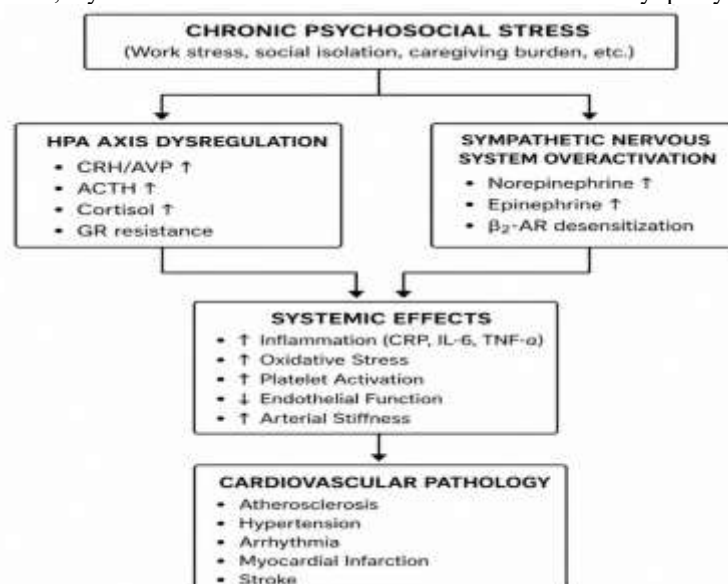 CHRONIC PSYCHOSOCIAL STRESS
(Work stress, social isolation, caregiving burden, etc.)
HPA AXIS DYSREGULATION
• CRH/AVP ↑
• ACTH ↑
• Cortisol ↑
• GR resistance
SYMPATHETIC NERVOUS
SYSTEM OVERACTIVATION
• Norepinephrine ↑
• Epinephrine ↑
• β₂-AR desensitization
SYSTEMIC EFFECTS
• ↑ Inflammation (CRP, IL-6, TNF-α)
• ↑ Oxidative Stress
• ↑ Platelet Activation
• ↓ Endothelial Function
• ↑ Arterial Stiffness
CARDIOVASCULAR PATHOLOGY
• Atherosclerosis
• Hypertension
• Arrhythmia
• Myocardial Infarction
• Stroke